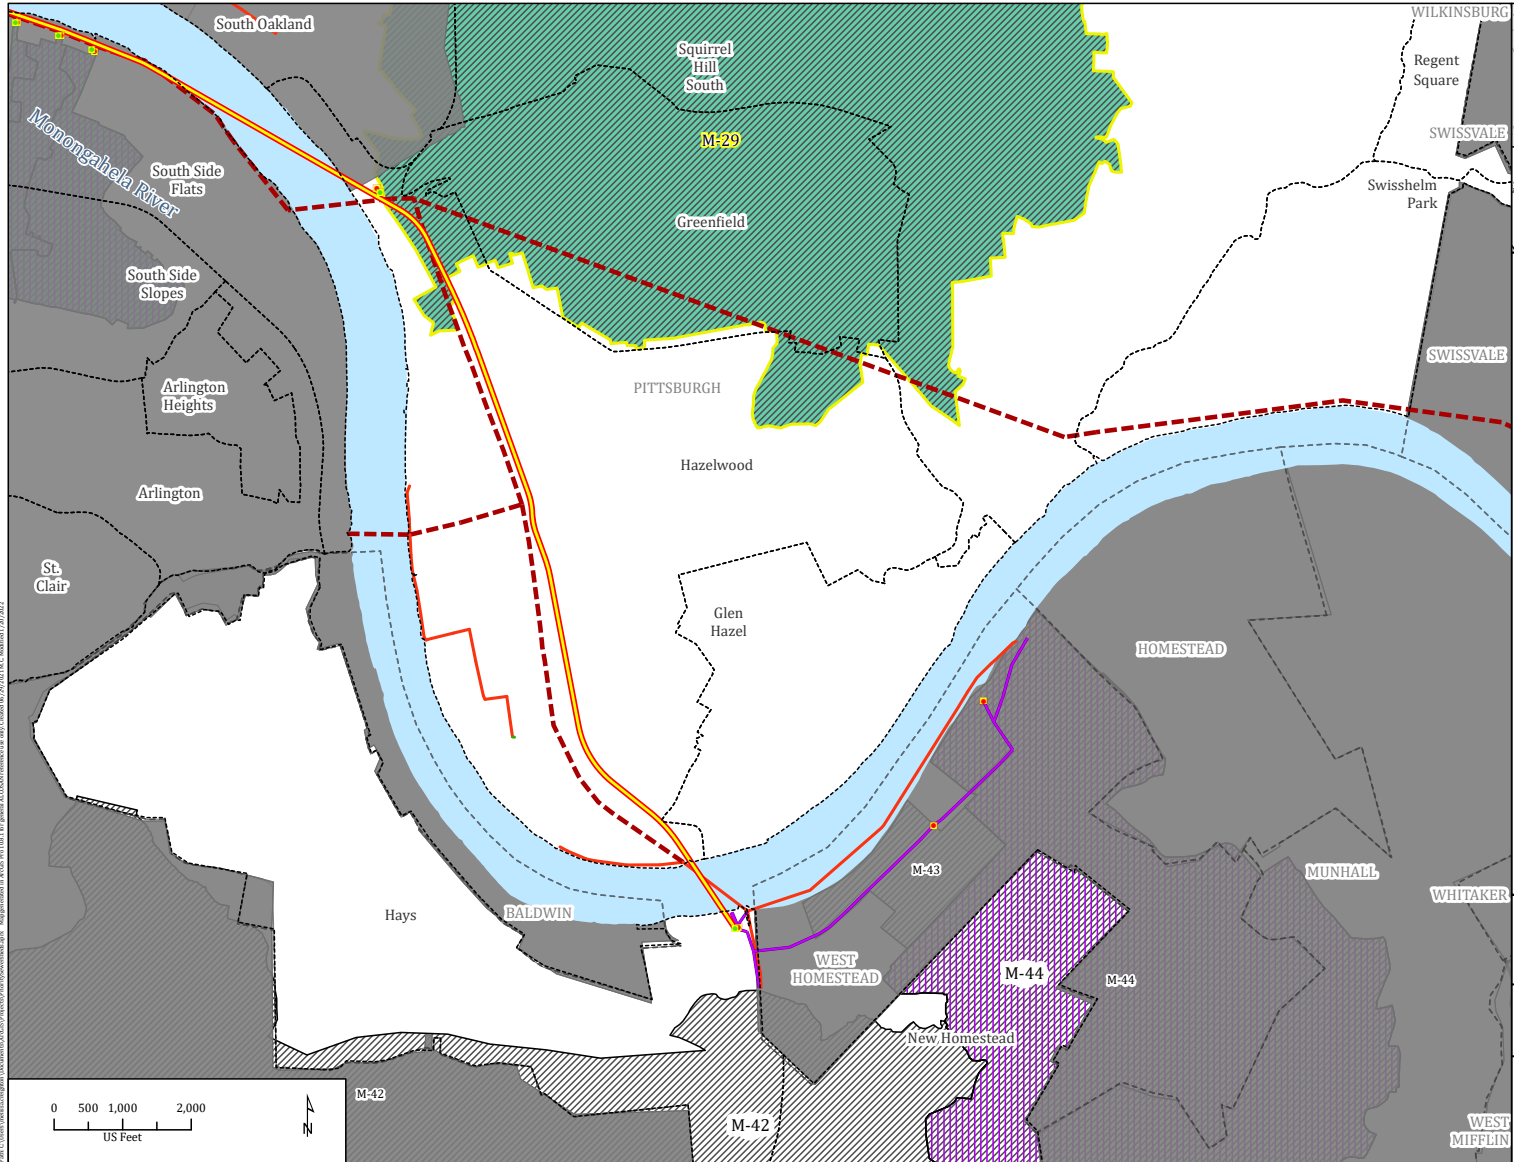 WILKINSBURG
South Oakland
Squirrel
Hill
South
Regent
Square
M-29
SWISSVALE
Monongahela River
South Side
Flats
Swisshelm
Park
Greenfield
South Side
Slopes
SWISSVALE
Arlington
Heights
PITTSBURGH
Hazelwood
Arlington
St.
Clair
Glen
Hazel
HOMESTEAD
M-43
MUNHALL
WHITAKER
Hays
BALDWIN
WEST
HOMESTEAD
M-44
M-44
New Homestead
M-42
M-42
0 500 1,000 2,000
US Feet
N
WEST
MIFFLIN